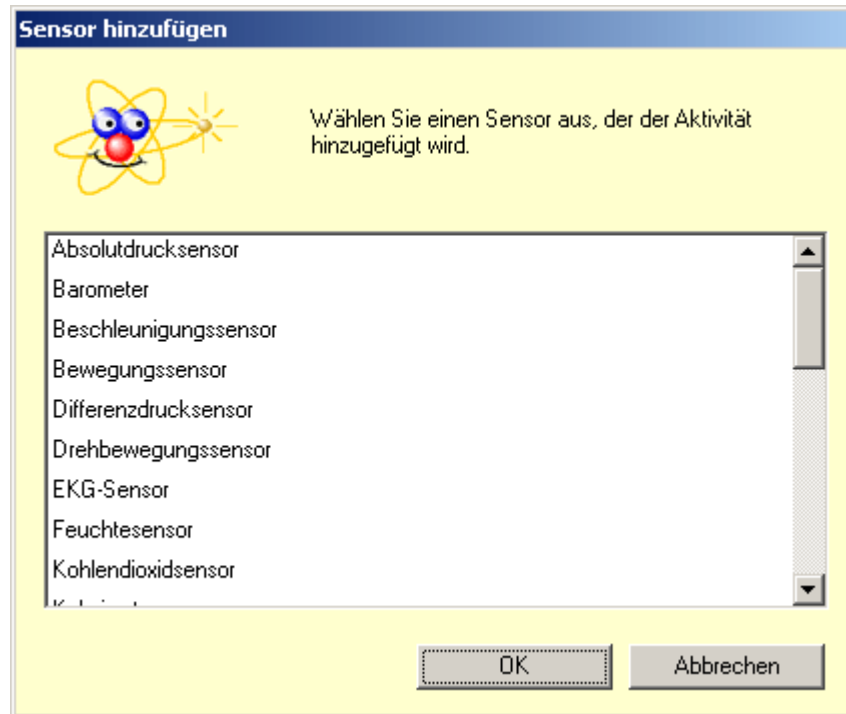 Sensor hinzufügen
Wählen Sie einen Sensor aus, der der Aktivität
hinzugefügt wird.
Absolutdrucksensor
Barometer
Beschleunigungssensor
Bewegungssensor
Differenzdrucksensor
Drehbewegungssensor
EKG-Sensor
Feuchtesensor
Kohlendioxidsensor
OK
Abbrechen